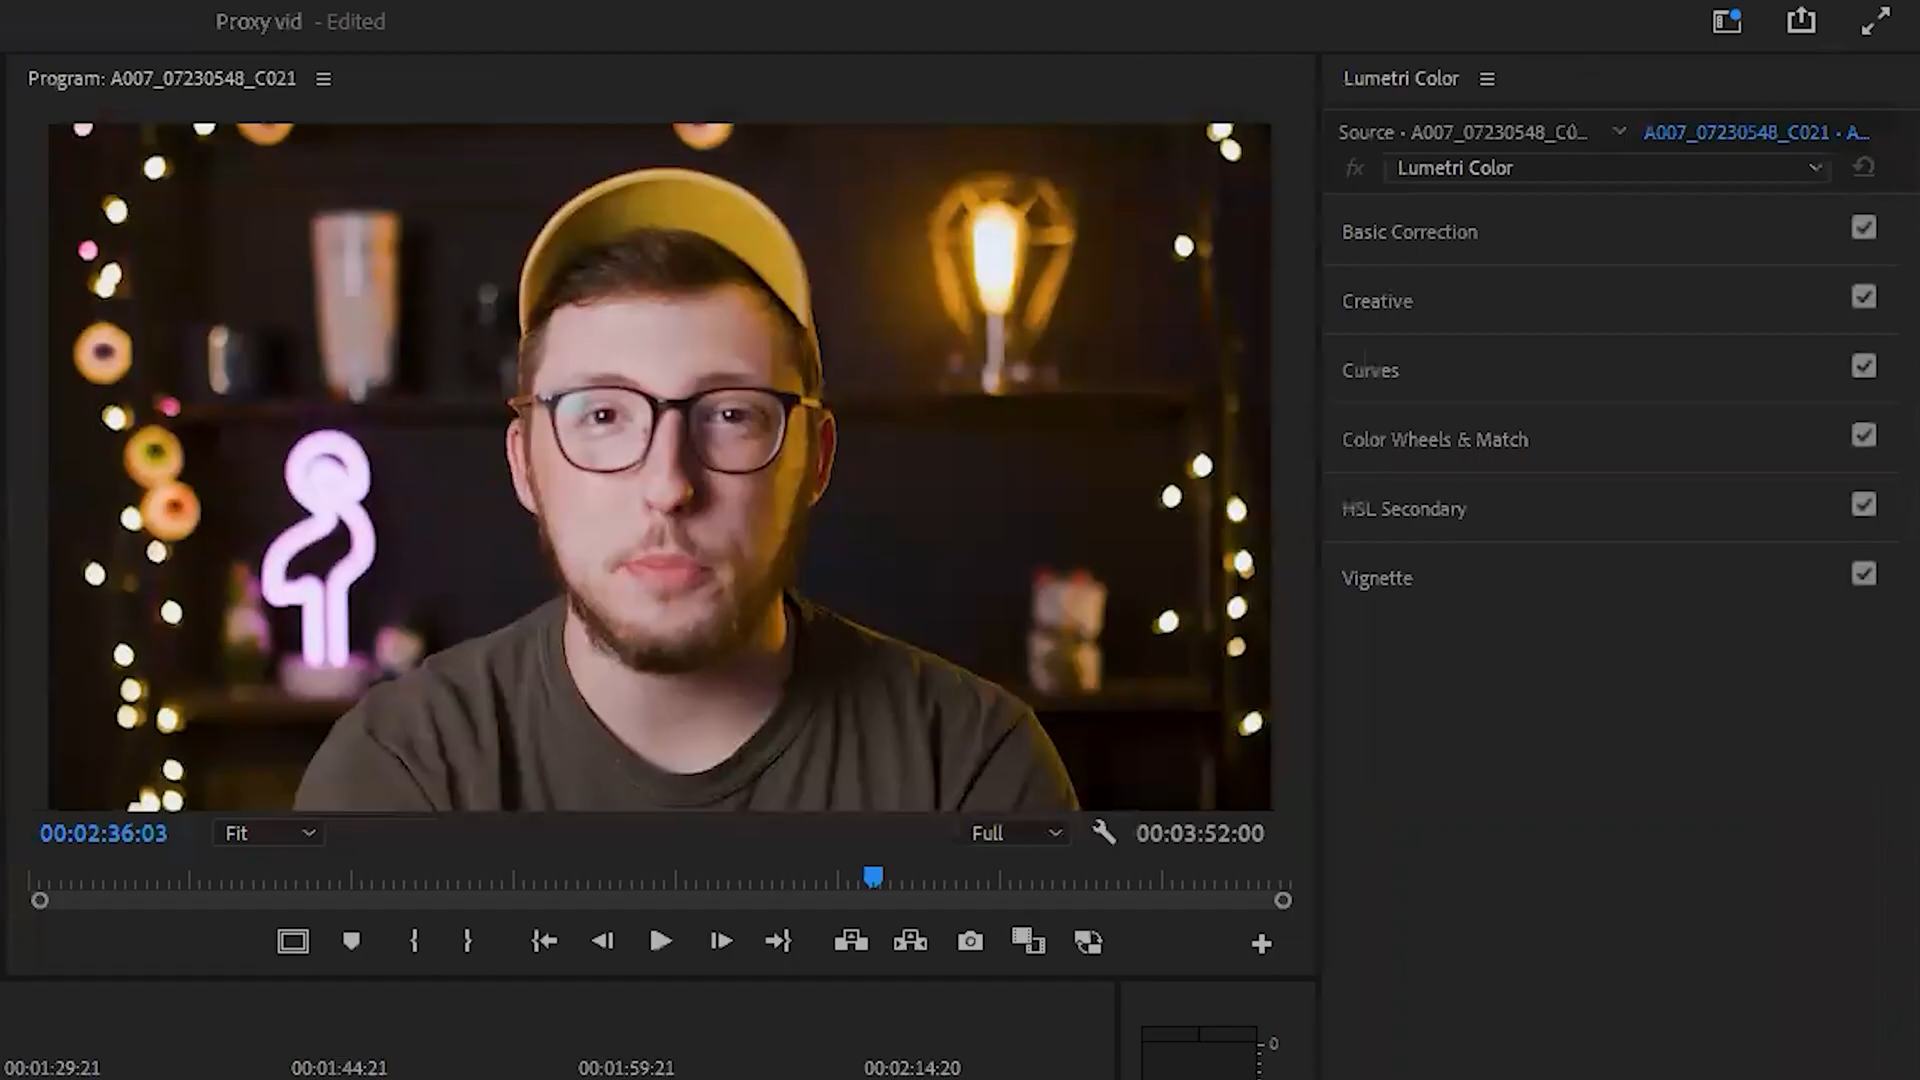 Proxy vid - Edited
Program: A007_07230548_C021
Lumetri Color
Source · A007_07230548_C0...
A007_07230548_C021 · A...
fx
Lumetri Color
Basic Correction
Creative
Curves
Color Wheels & Match
HSL Secondary
Vignette
00:02:36:03
Fit
Full
00:03:52:00
00:01:29:21
00:01:44:21
00:01:59:21
00:02:14:20
0